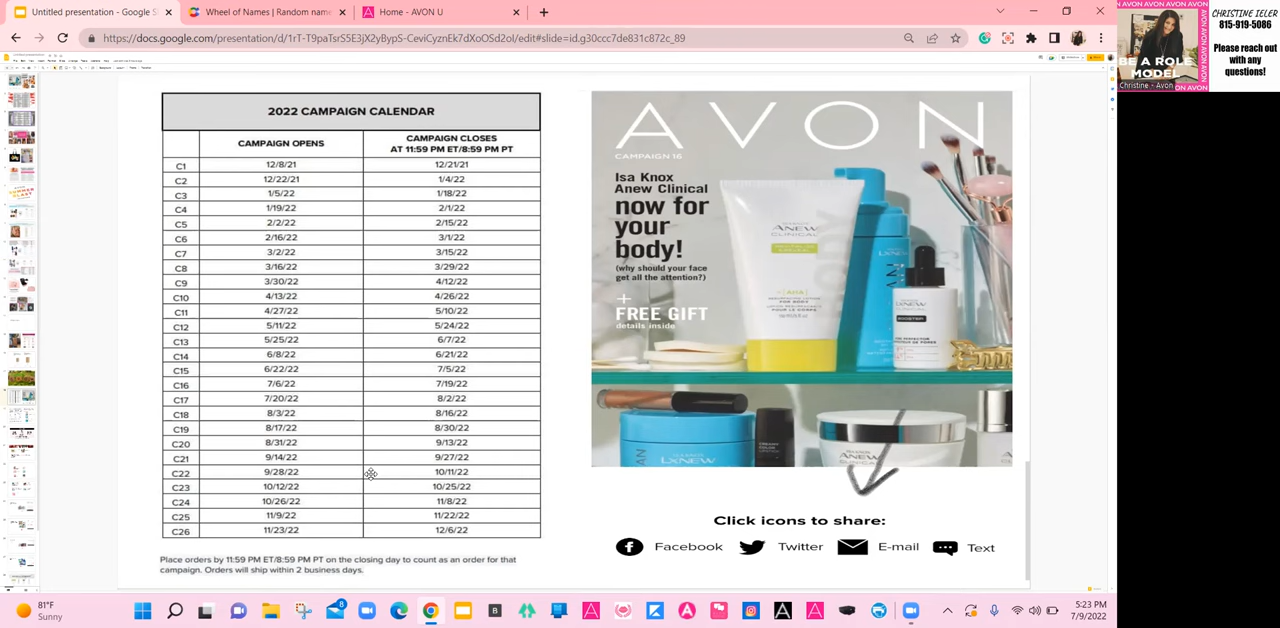 Untitled presentation - Google S
Wheel of Names | Random name
Home - AVON U
https://docs.google.com/presentation/d/1rT-T9paTsrS5E3jX2yBypS-CeviCyznEk7dXoOSdcdI/edit#slide=id.g30ccc7de831c872c_89
AVON AVON AVON AVON
BE A ROLE
MODEL
Christine - Avon
CHRISTINE IELER
815-919-5086
Please reach out
with any
questions!
2022 CAMPAIGN CALENDAR
CAMPAIGN OPENS
CAMPAIGN CLOSES
AT 11:59 PM ET/8:59 PM PT
C1 12/8/21 12/21/21
C2 12/22/21 1/4/22
C3 1/5/22 1/18/22
C4 1/19/22 2/1/22
C5 2/2/22 2/15/22
C6 2/16/22 3/1/22
C7 3/2/22 3/15/22
C8 3/16/22 3/29/22
C9 3/30/22 4/12/22
C10 4/13/22 4/26/22
C11 4/27/22 5/10/22
C12 5/11/22 5/24/22
C13 5/25/22 6/7/22
C14 6/8/22 6/21/22
C15 6/22/22 7/5/22
C16 7/6/22 7/19/22
C17 7/20/22 8/2/22
C18 8/3/22 8/16/22
C19 8/17/22 8/30/22
C20 8/31/22 9/13/22
C21 9/14/22 9/27/22
C22 9/28/22 10/11/22
C23 10/12/22 10/25/22
C24 10/26/22 11/8/22
C25 11/9/22 11/22/22
C26 11/23/22 12/6/22
Place orders by 11:59 PM ET/8:59 PM PT on the closing day to count as an order for that
campaign. Orders will ship within 2 business days.
AVON
CAMPAIGN 16
Isa Knox
Anew Clinical
now for
your
body!
(why should your face
get all the attention?)
+
FREE GIFT
details inside
ANEW
CLINICAL
Click icons to share:
Facebook
Twitter
E-mail
Text
81°F
Sunny
8
5:23 PM
7/9/2022